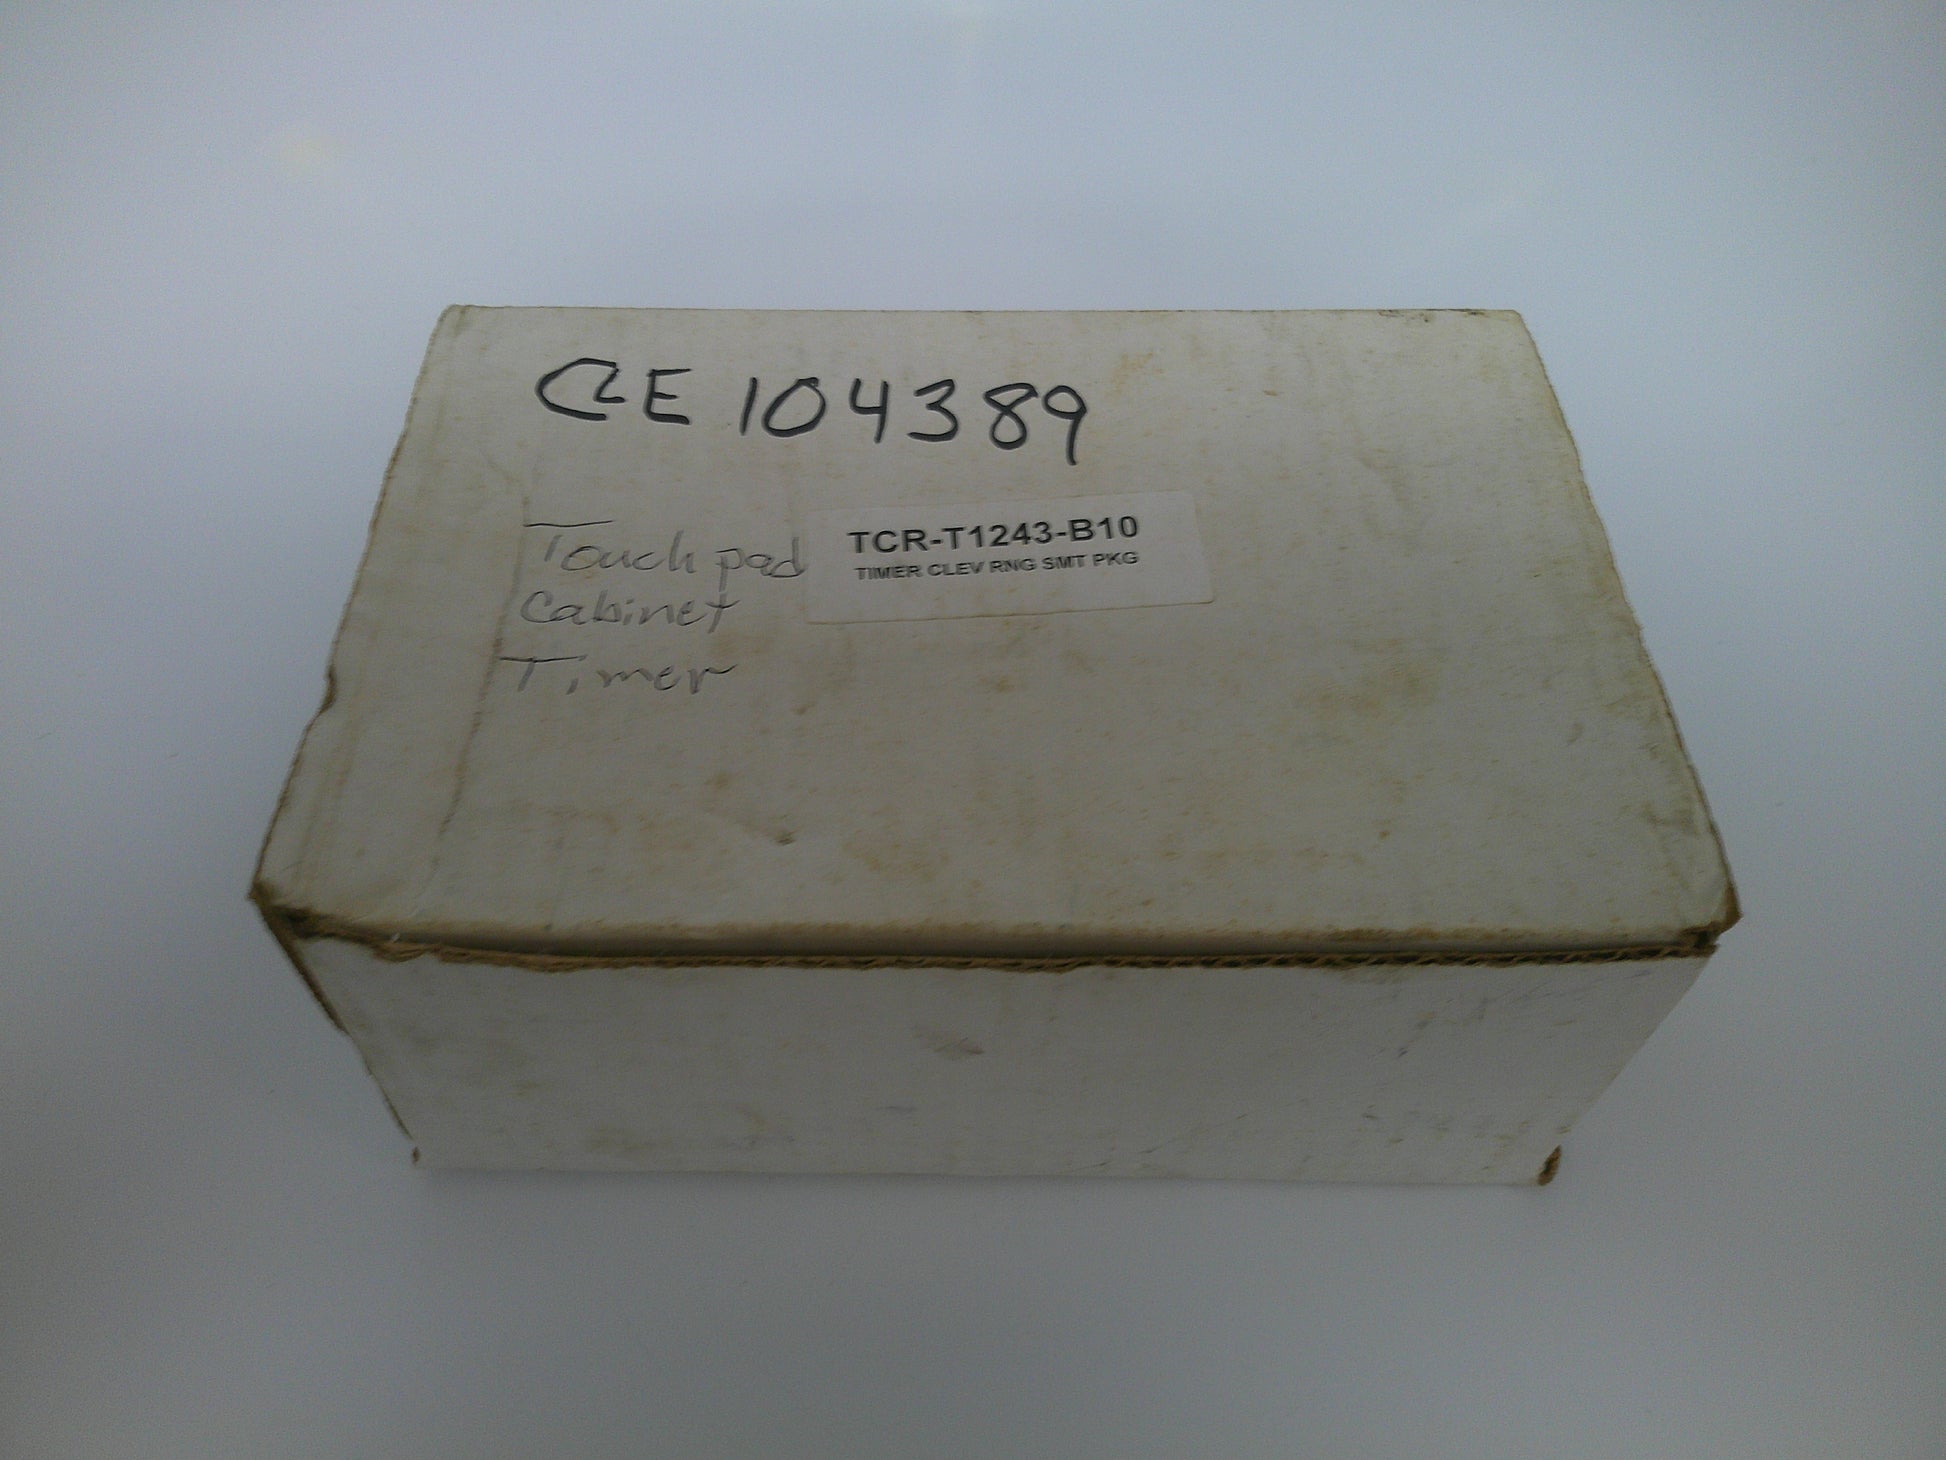 CLE 104389
TCR-T1243-B10
TIMER CLEV RNG SMT PKG
Touch pad
Cabinet
Timer